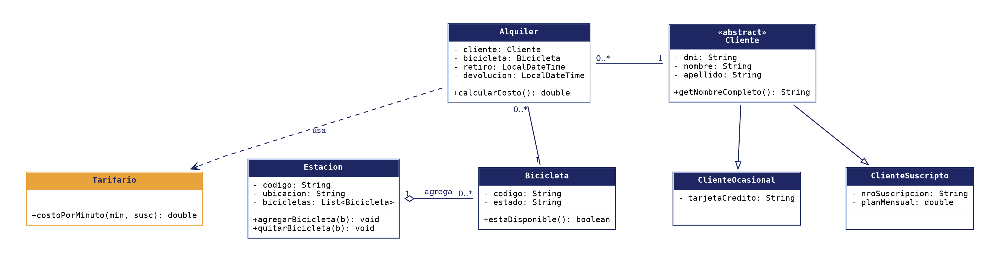 Alquiler
- cliente: Cliente
- bicicleta: Bicicleta
- retiro: LocalDateTime
- devolucion: LocalDateTime
+calcularCosto(): double
0..*
1
«abstract»
Cliente
- dni: String
- nombre: String
- apellido: String
+getNombreCompleto(): String
0..*
usa
1
Tarifario
+costoPorMinuto(min, susc): double
Estacion
- codigo: String
- ubicacion: String
- bicicletas: List<Bicicleta>
+agregarBicicleta(b): void
+quitarBicicleta(b): void
1
agrega
0..*
Bicicleta
- codigo: String
- estado: String
+estaDisponible(): boolean
ClienteOcasional
- tarjetaCredito: String
ClienteSuscripto
- nroSuscripcion: String
- planMensual: double